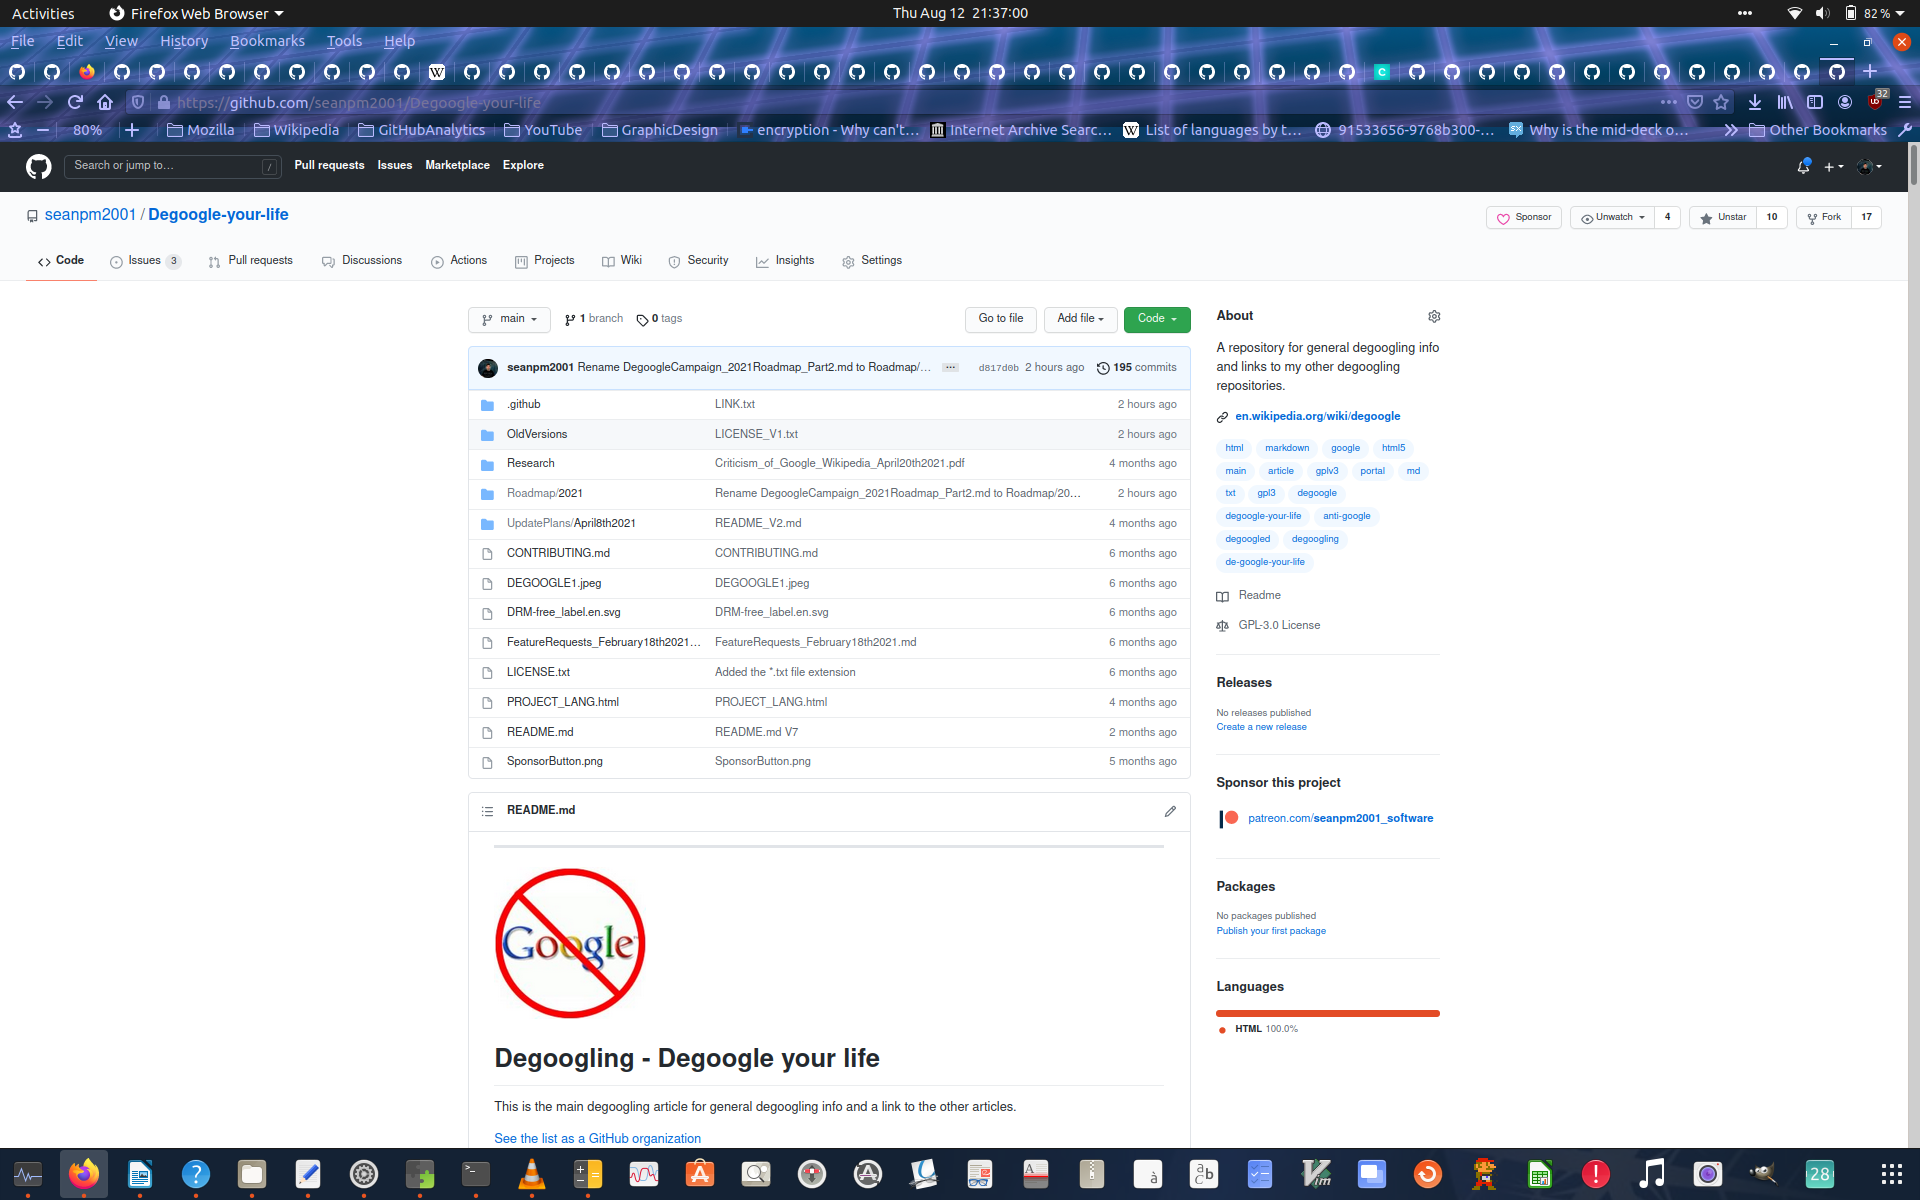 Activities
Firefox Web Browser
Thu Aug 12  21:37:00
82 %
File Edit View History Bookmarks Tools Help
https://github.com/seanpm2001/Degoogle-your-life
32
80%
Mozilla
Wikipedia
GitHubAnalytics
YouTube
GraphicDesign
encryption - Why can't…
Internet Archive Searc…
List of languages by t…
91533656-9768b300-…
Why is the mid-deck o…
Other Bookmarks
Search or jump to…
/
Pull requests Issues Marketplace Explore
seanpm2001 / Degoogle-your-life
Sponsor
Unwatch 4
Unstar 10
Fork 17
Code
Issues 3
Pull requests
Discussions
Actions
Projects
Wiki
Security
Insights
Settings
main
1 branch
0 tags
Go to file
Add file
Code
seanpm2001 Rename DegoogleCampaign_2021Roadmap_Part2.md to Roadmap/… ... d817d0b 2 hours ago 195 commits
.github LINK.txt 2 hours ago
OldVersions LICENSE_V1.txt 2 hours ago
Research Criticism_of_Google_Wikipedia_April20th2021.pdf 4 months ago
Roadmap/2021 Rename DegoogleCampaign_2021Roadmap_Part2.md to Roadmap/20… 2 hours ago
UpdatePlans/April8th2021 README_V2.md 4 months ago
CONTRIBUTING.md CONTRIBUTING.md 6 months ago
DEGOOGLE1.jpeg DEGOOGLE1.jpeg 6 months ago
DRM-free_label.en.svg DRM-free_label.en.svg 6 months ago
FeatureRequests_February18th2021… FeatureRequests_February18th2021.md 6 months ago
LICENSE.txt Added the *.txt file extension 6 months ago
PROJECT_LANG.html PROJECT_LANG.html 4 months ago
README.md README.md V7 2 months ago
SponsorButton.png SponsorButton.png 5 months ago
README.md
Google
Degoogling - Degoogle your life
This is the main degoogling article for general degoogling info and a link to the other articles.
See the list as a GitHub organization
About
A repository for general degoogling info
and links to my other degoogling
repositories.
en.wikipedia.org/wiki/degoogle
html markdown google html5
main article gplv3 portal md
txt gpl3 degoogle
degoogle-your-life anti-google
degoogled degoogling
de-google-your-life
Readme
GPL-3.0 License
Releases
No releases published
Create a new release
Sponsor this project
patreon.com/seanpm2001_software
Packages
No packages published
Publish your first package
Languages
HTML 100.0%
28